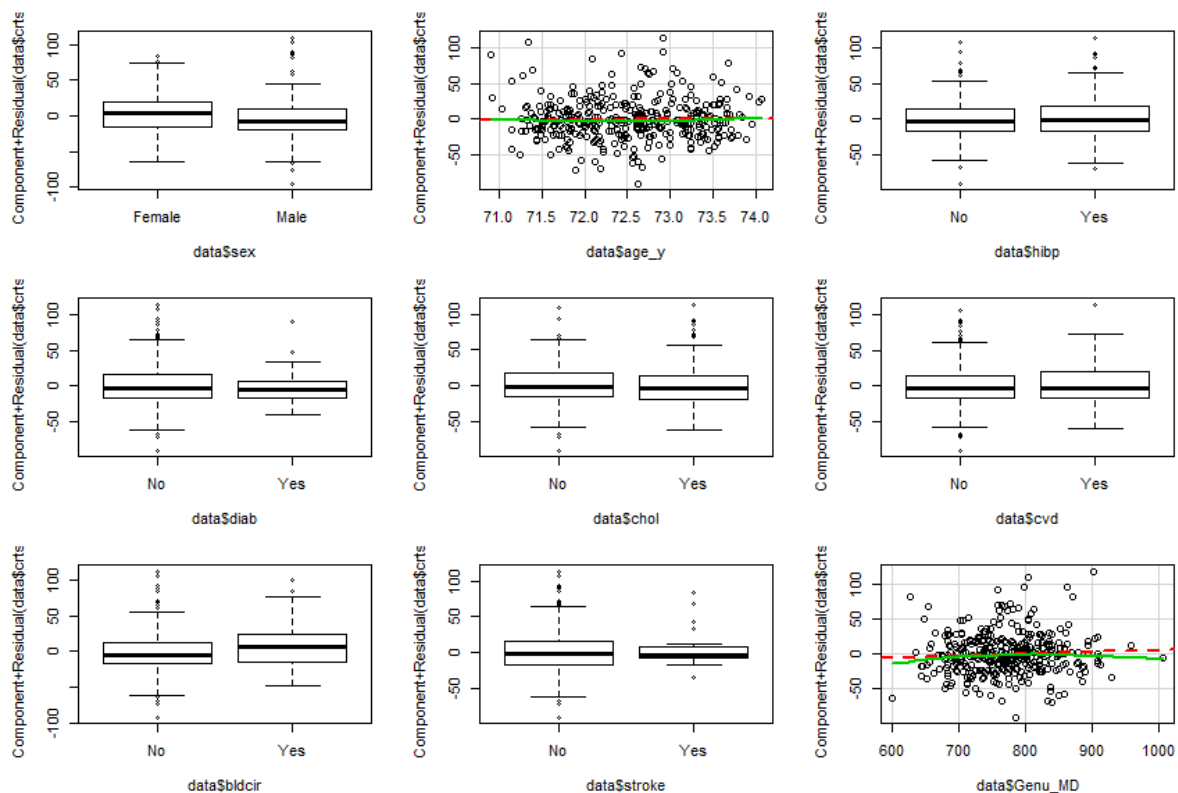 Component+Residual(data$crts
100
50
0
-100
Female Male
data$sex
Component+Residual(data$crts
100
50
0
-50
71.0 71.5 72.0 72.5 73.0 73.5 74.0
data$age_y
Component+Residual(data$crts
100
50
0
-50
No Yes
data$hibp
Component+Residual(data$crts
100
50
0
-50
No Yes
data$diab
Component+Residual(data$crts
100
50
0
-50
No Yes
data$chol
Component+Residual(data$crts
100
50
0
-50
No Yes
data$cvd
Component+Residual(data$crts
100
50
0
-100
No Yes
data$bldcir
Component+Residual(data$crts
100
50
0
-50
No Yes
data$stroke
Component+Residual(data$crts
100
50
0
-50
600 700 800 900 1000
data$Genu_MD